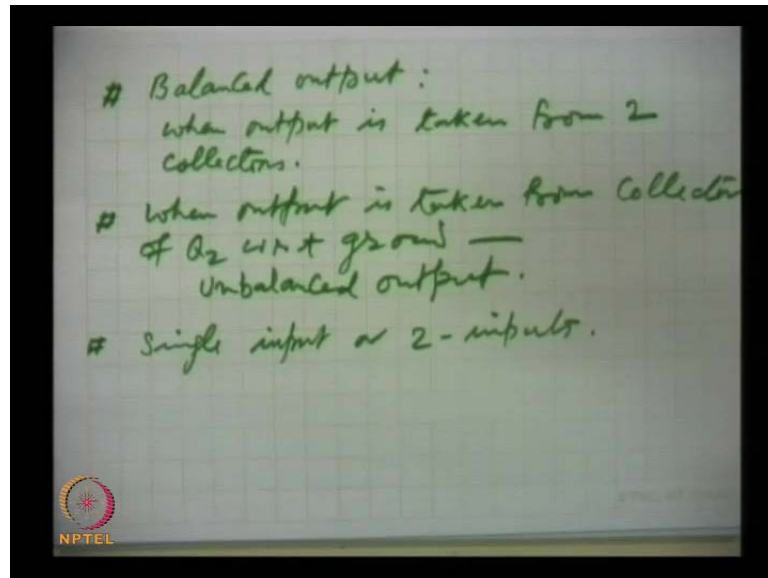 # Balanced output:
when output is taken from 2
collectors.
# when output is taken from Collector
of Q2 w.r.t ground —
unbalanced output.
# Single input or 2-inputs.
NPTEL